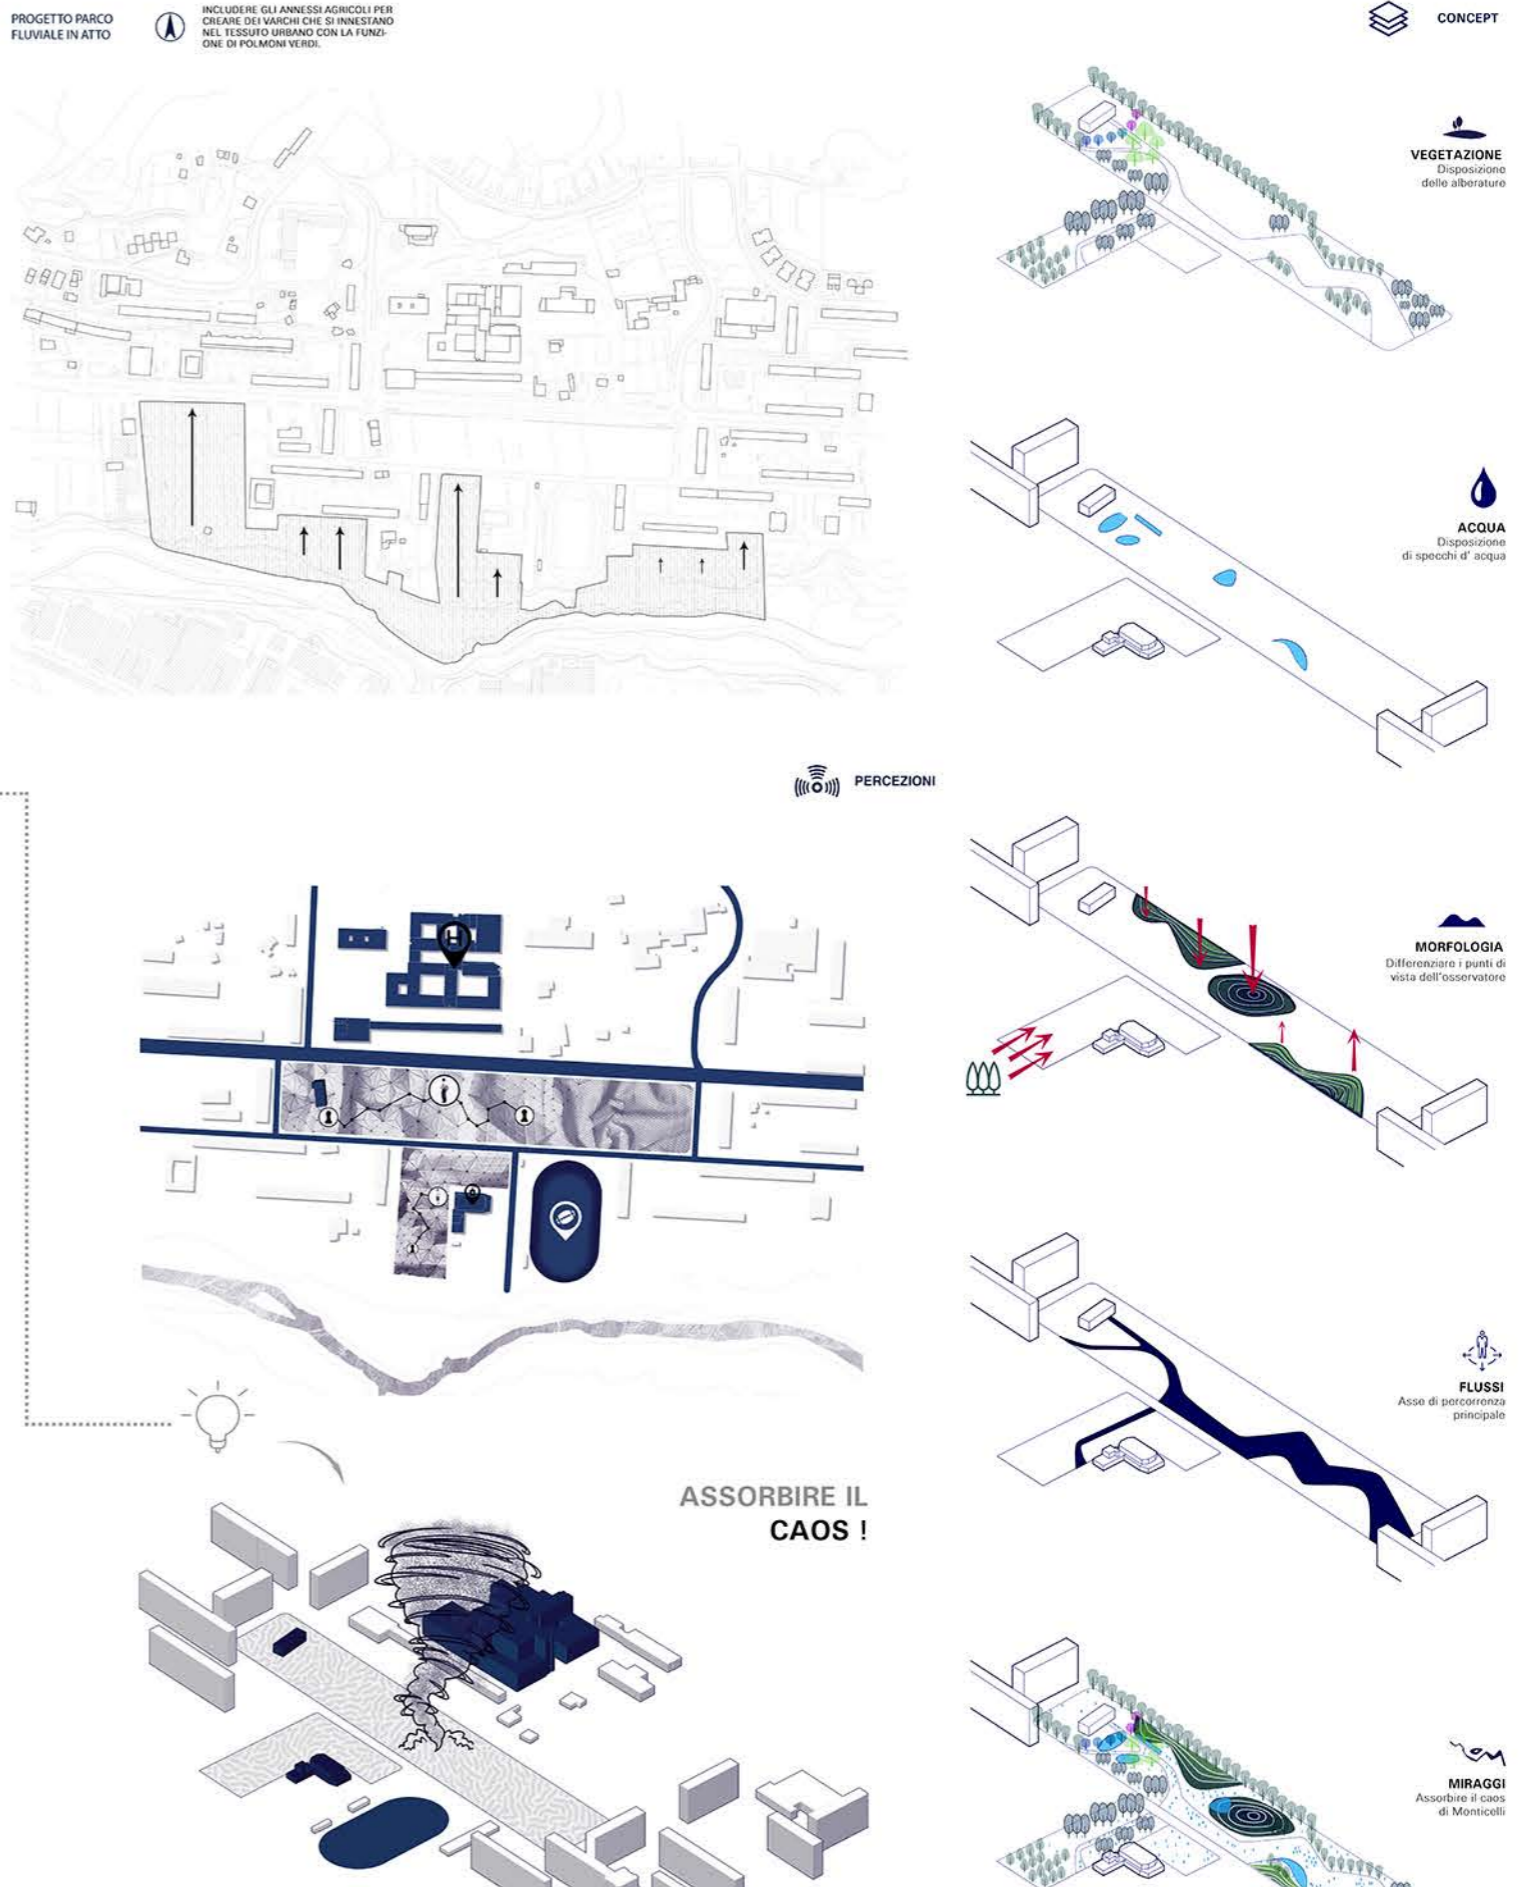 PROGETTO PARCO
FLUVIALE IN ATTO
INCLUDERE GLI ANNESSI AGRICOLI PER
CREARE DEI VARCHI CHE SI INNESTANO
NEL TESSUTO URBANO CON LA FUNZI-
ONE DI POLMONI VERDI.
CONCEPT
VEGETAZIONE
Disposizione
delle alberature
ACQUA
Disposizione
di specchi d' acqua
PERCEZIONI
MORFOLOGIA
Differenziare i punti di
vista dell'osservatore
H
FLUSSI
Asse di percorrenza
principale
ASSORBIRE IL
CAOS !
MIRAGGI
Assorbire il caos
di Monticelli